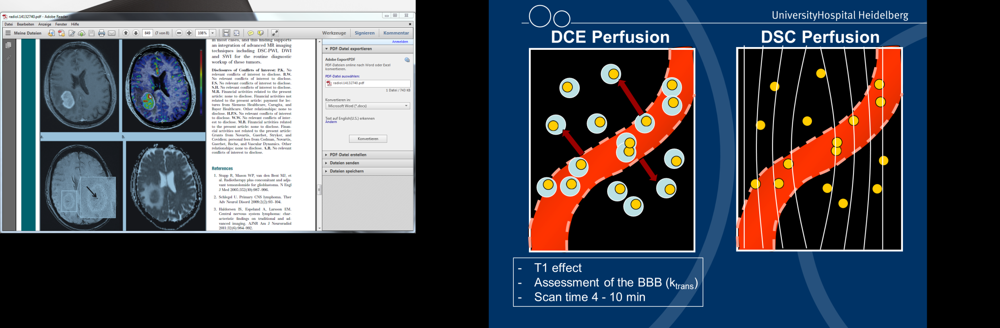 radiol.14132740.pdf - Adobe Reader
Datei Bearbeiten Anzeige Fenster Hilfe
Meine Dateien 849 (7 von 8) 108% Werkzeuge Signieren Kommentar
in most cases, and this finding supports
an integration of advanced MR imaging
techniques including DSC-PWI, DWI
and SWI for the routine diagnostic
workup of these tumors.
Disclosures of Conflicts of Interest: P.K. No
relevant conflicts of interest to disclose. B.W.
No relevant conflicts of interest to disclose.
F.S. No relevant conflicts of interest to disclose.
S.H. No relevant conflicts of interest to disclose.
M.R. Financial activities related to the present
article: none to disclose. Financial activities not
related to the present article: payment for lec-
tures from Siemens Healthcare, Curagita, and
Bayer Healthcare. Other relationships: none to
disclose. H.P.S. No relevant conflicts of interest
to disclose. W.W. No relevant conflicts of inter-
est to disclose. M.B. Financial activities related
to the present article: none to disclose. Finan-
cial activities not related to the present article:
Grants from Novartis, Guerbet, Stryker, and
Covidien; personal fees from Codman, Novartis,
Guerbet, Roche, and Vascular Dynamics. Other
relationships: none to disclose. A.R. No relevant
conflicts of interest to disclose.
References
1. Stupp R, Mason WP, van den Bent MJ, et
al. Radiotherapy plus concomitant and adju-
vant temozolomide for glioblastoma. N Engl
J Med 2005;352(10):987–996.
2. Schlegel U. Primary CNS lymphoma. Ther
Adv Neurol Disord 2009;2(2):93–104.
3. Haldorsen IS, Espeland A, Larsson EM.
Central nervous system lymphoma: char-
acteristic findings on traditional and ad-
vanced imaging. AJNR Am J Neuroradiol
2011;32(6):984–992.
a.
b.
Anmelden
PDF-Datei exportieren
Adobe ExportPDF
PDF-Dateien online nach Word oder Excel
konvertieren.
PDF-Datei auswählen:
radiol.14132740.pdf
1 Datei / 743 KB
Konvertieren in:
Microsoft Word (*.docx)
Text auf English(U.S.) erkennen
Ändern
Konvertieren
PDF-Datei erstellen
Dateien senden
Dateien speichern
UniversityHospital Heidelberg
DCE Perfusion
DSC Perfusion
- T1 effect
- Assessment of the BBB (ktrans)
- Scan time 4 - 10 min